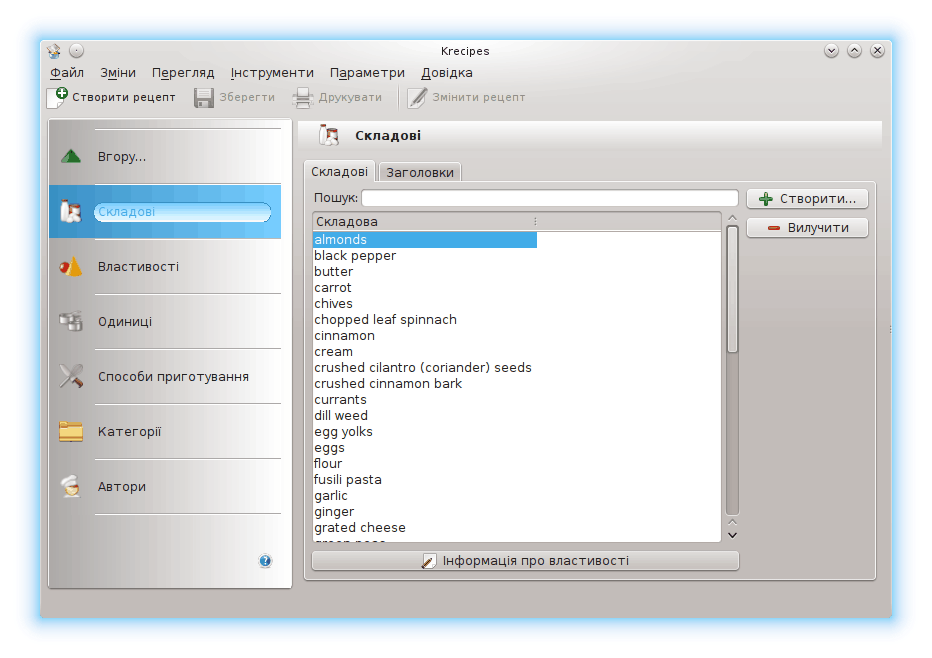 Krecipes
Файл Зміни Перегляд Інструменти Параметри Довідка
Створити рецепт Зберегти Друкувати Змінити рецепт
Вгору...
Складові
Властивості
Одиниці
Способи приготування
Категорії
Автори
Складові
Складові Заголовки
Пошук:
Створити...
Вилучити
Складова
almonds
black pepper
butter
carrot
chives
chopped leaf spinnach
cinnamon
cream
crushed cilantro (coriander) seeds
crushed cinnamon bark
currants
dill weed
egg yolks
eggs
flour
fusili pasta
garlic
ginger
grated cheese
Інформація про властивості